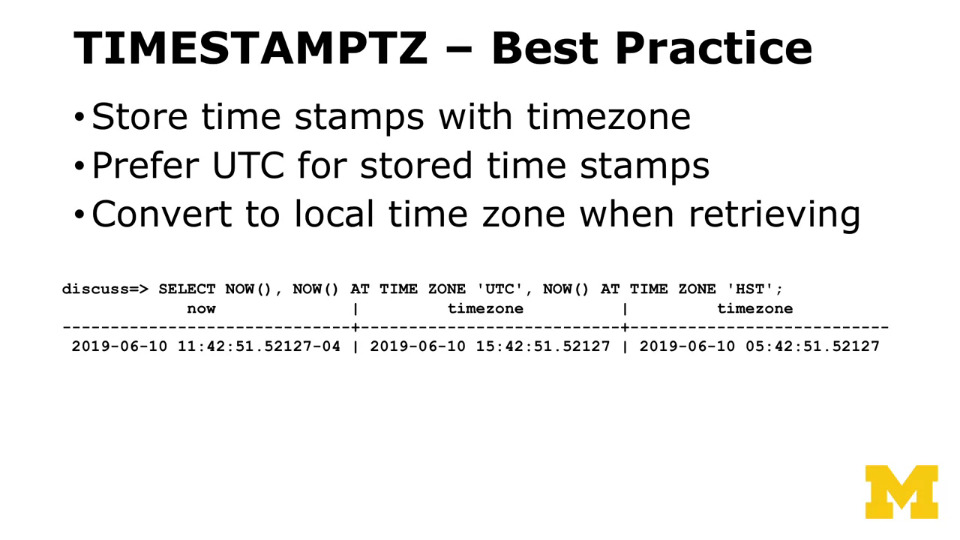 TIMESTAMPTZ – Best Practice
•Store time stamps with timezone
•Prefer UTC for stored time stamps
•Convert to local time zone when retrieving
discuss=> SELECT NOW(), NOW() AT TIME ZONE 'UTC', NOW() AT TIME ZONE 'HST';
now | timezone | timezone
------------------------------+---------------------------+---------------------------
2019-06-10 11:42:51.52127-04 | 2019-06-10 15:42:51.52127 | 2019-06-10 05:42:51.52127
M